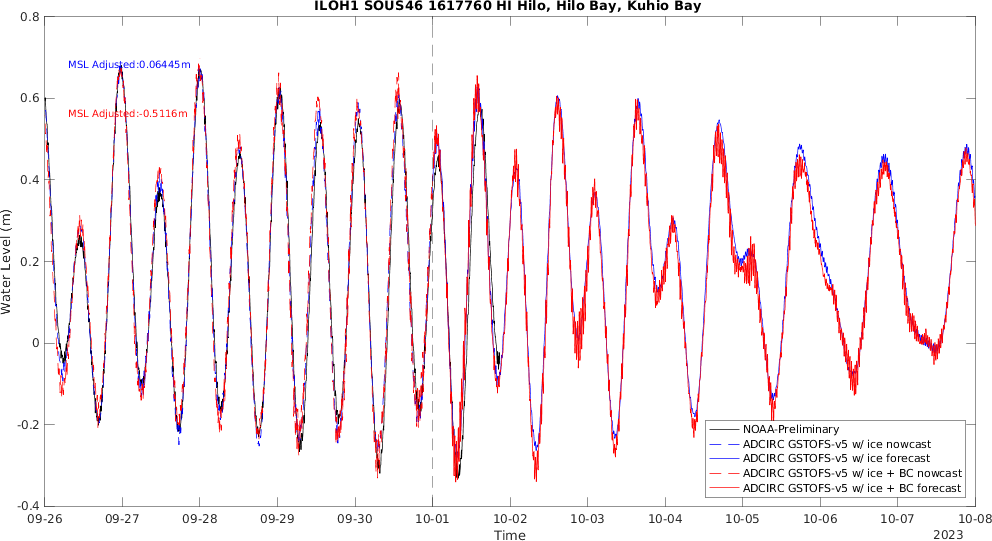 ILOH1 SOUS46 1617760 HI Hilo, Hilo Bay, Kuhio Bay
0.8
0.6
0.4
0.2
0
-0.2
-0.4
Water Level (m)
MSL Adjusted:0.06445m
MSL Adjusted:-0.5116m
NOAA-Preliminary
ADCIRC GSTOFS-v5 w/ ice nowcast
ADCIRC GSTOFS-v5 w/ ice forecast
ADCIRC GSTOFS-v5 w/ ice + BC nowcast
ADCIRC GSTOFS-v5 w/ ice + BC forecast
09-26 09-27 09-28 09-29 09-30 10-01 10-02 10-03 10-04 10-05 10-06 10-07 10-08
Time
2023